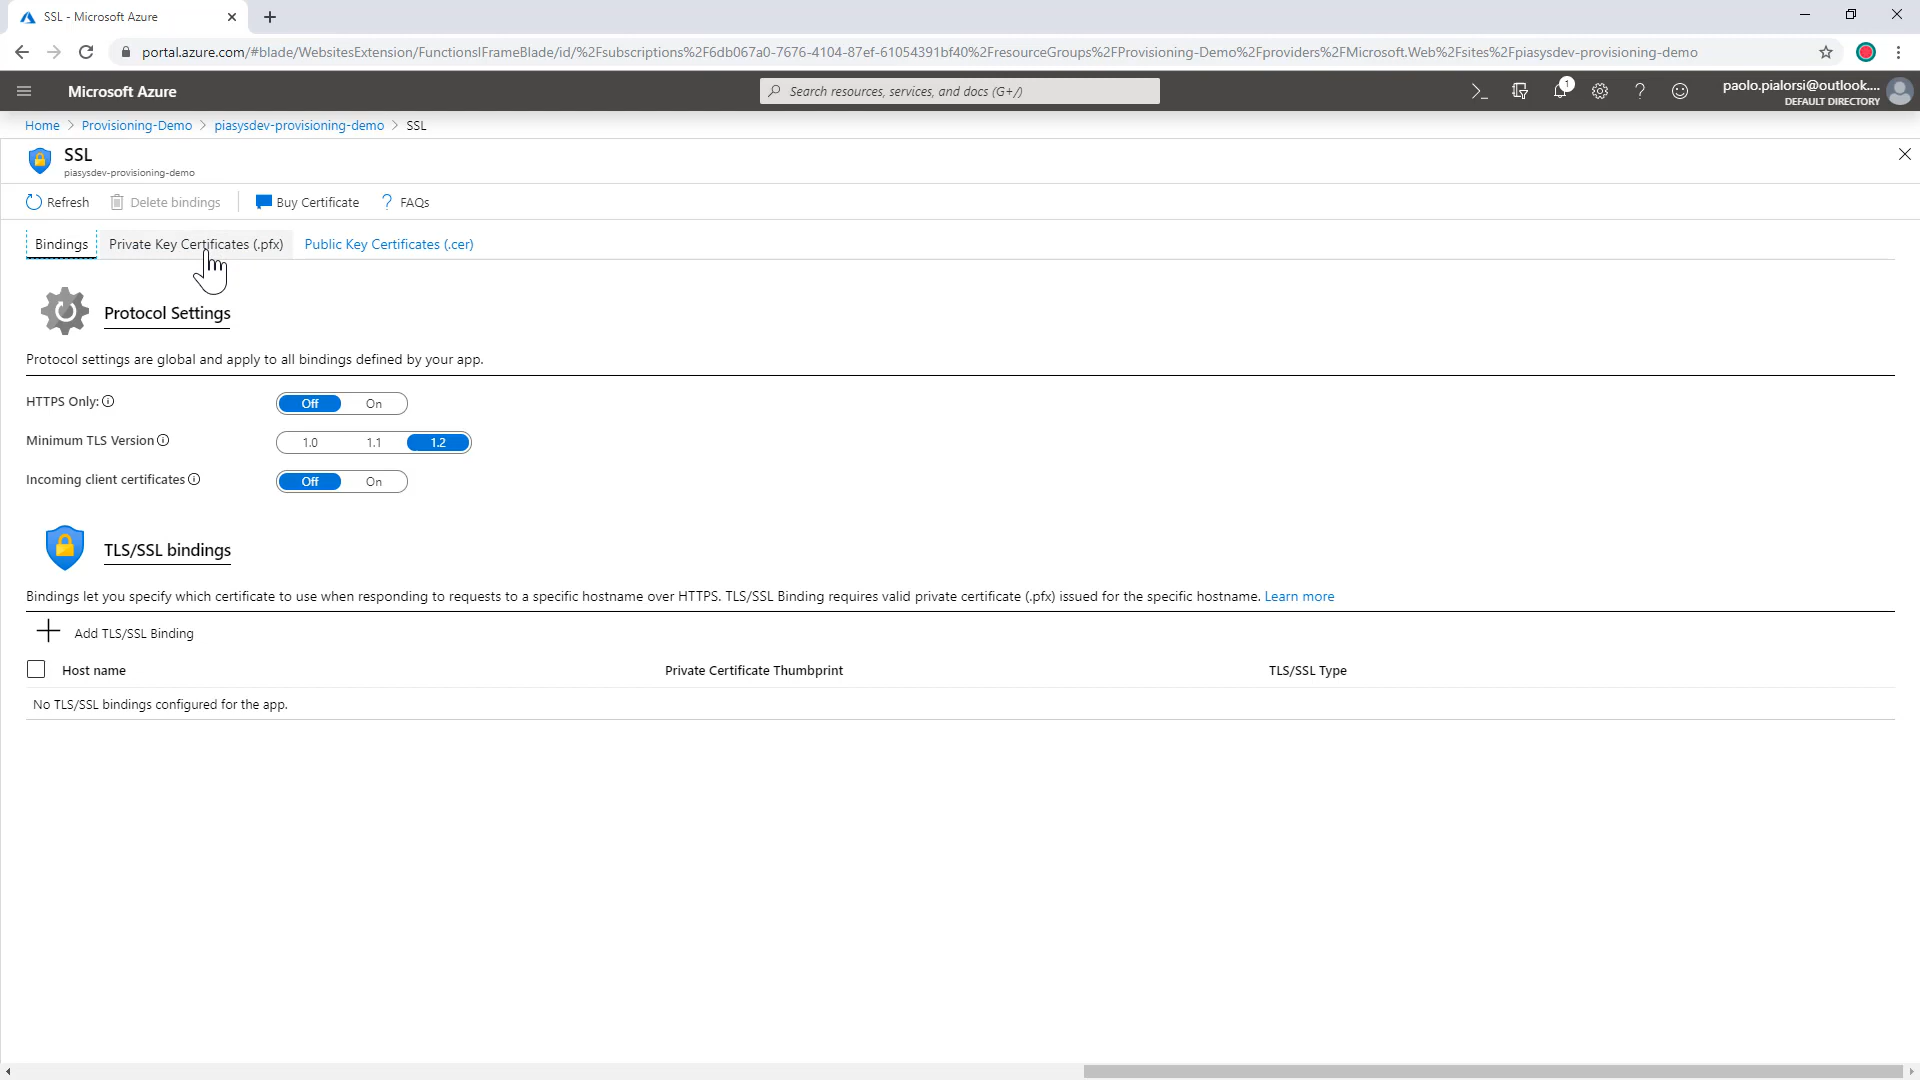 SSL - Microsoft Azure
portal.azure.com/#blade/WebsitesExtension/FunctionsIFrameBlade/id/%2Fsubscriptions%2F6db067a0-7676-4104-87ef-61054391bf40%2FresourceGroups%2FProvisioning-Demo%2Fproviders%2FMicrosoft.Web%2Fsites%2Fpiasysdev-provisioning-demo
Microsoft Azure
Search resources, services, and docs (G+/)
1
paolo.pialorsi@outlook....
DEFAULT DIRECTORY
Home > Provisioning-Demo > piasysdev-provisioning-demo > SSL
SSL
piasysdev-provisioning-demo
Refresh Delete bindings Buy Certificate ? FAQs
Bindings Private Key Certificates (.pfx) Public Key Certificates (.cer)
Protocol Settings
Protocol settings are global and apply to all bindings defined by your app.
HTTPS Only: Off On
Minimum TLS Version 1.0 1.1 1.2
Incoming client certificates Off On
TLS/SSL bindings
Bindings let you specify which certificate to use when responding to requests to a specific hostname over HTTPS. TLS/SSL Binding requires valid private certificate (.pfx) issued for the specific hostname. Learn more
Add TLS/SSL Binding
Host name Private Certificate Thumbprint TLS/SSL Type
No TLS/SSL bindings configured for the app.